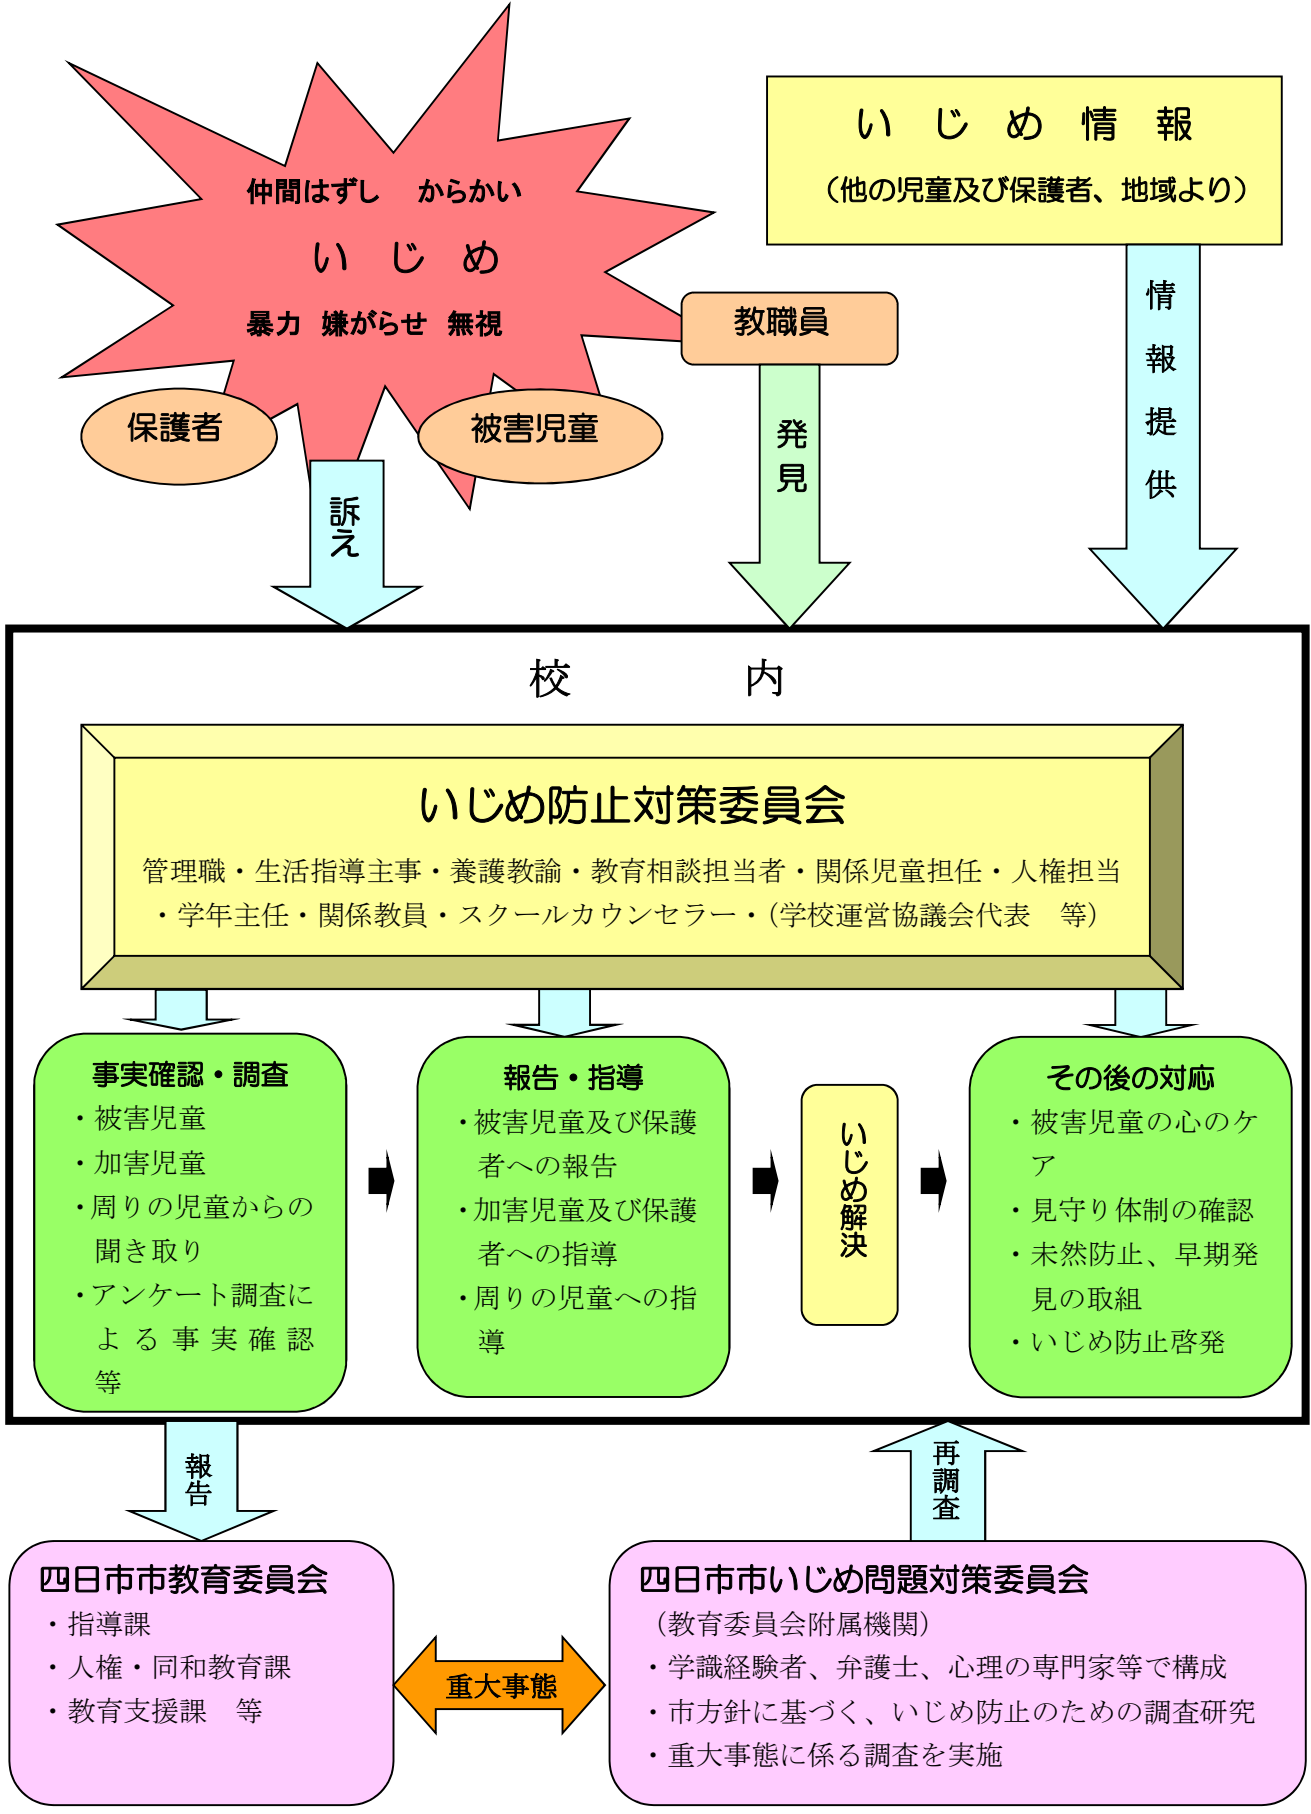 仲間はずし　からかい
い　じ　め
暴力　嫌がらせ　無視
い　じ　め　情　報
（他の児童及び保護者、地域より）
教職員
保護者
被害児童
訴え
発見
情報提供
校　内
いじめ防止対策委員会
管理職・生活指導主事・養護教諭・教育相談担当者・関係児童担任・人権担当
・学年主任・関係教員・スクールカウンセラー・（学校運営協議会代表　等）
事実確認・調査
・被害児童
・加害児童
・周りの児童からの
聞き取り
・アンケート調査に
よる事実確認
等
報告・指導
・被害児童及び保護
者への報告
・加害児童及び保護
者への指導
・周りの児童への指
導
いじめ解決
その後の対応
・被害児童の心のケ
ア
・見守り体制の確認
・未然防止、早期発
見の取組
・いじめ防止啓発
報告
再調査
四日市市教育委員会
・指導課
・人権・同和教育課
・教育支援課　等
重大事態
四日市市いじめ問題対策委員会
（教育委員会附属機関）
・学識経験者、弁護士、心理の専門家等で構成
・市方針に基づく、いじめ防止のための調査研究
・重大事態に係る調査を実施